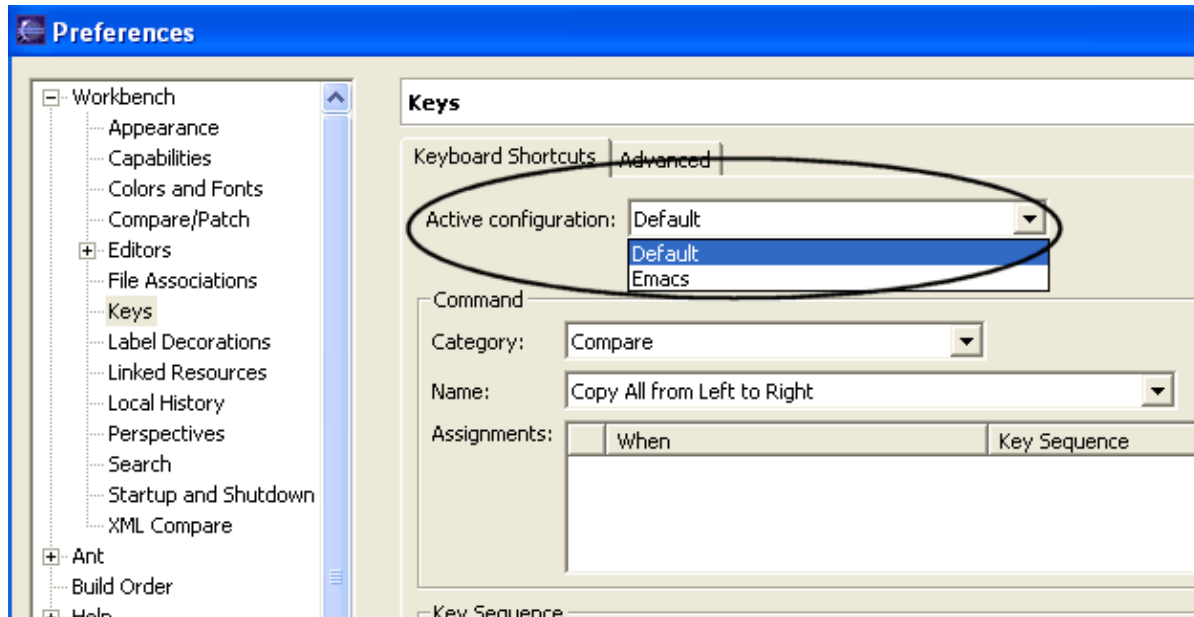 Preferences
Workbench
Appearance
Capabilities
Colors and Fonts
Compare/Patch
Editors
File Associations
Keys
Label Decorations
Linked Resources
Local History
Perspectives
Search
Startup and Shutdown
XML Compare
Ant
Build Order
Help
Keys
Keyboard Shortcuts Advanced
Active configuration: Default
Default
Emacs
Command
Category: Compare
Name: Copy All from Left to Right
Assignments: When Key Sequence
Key Sequence